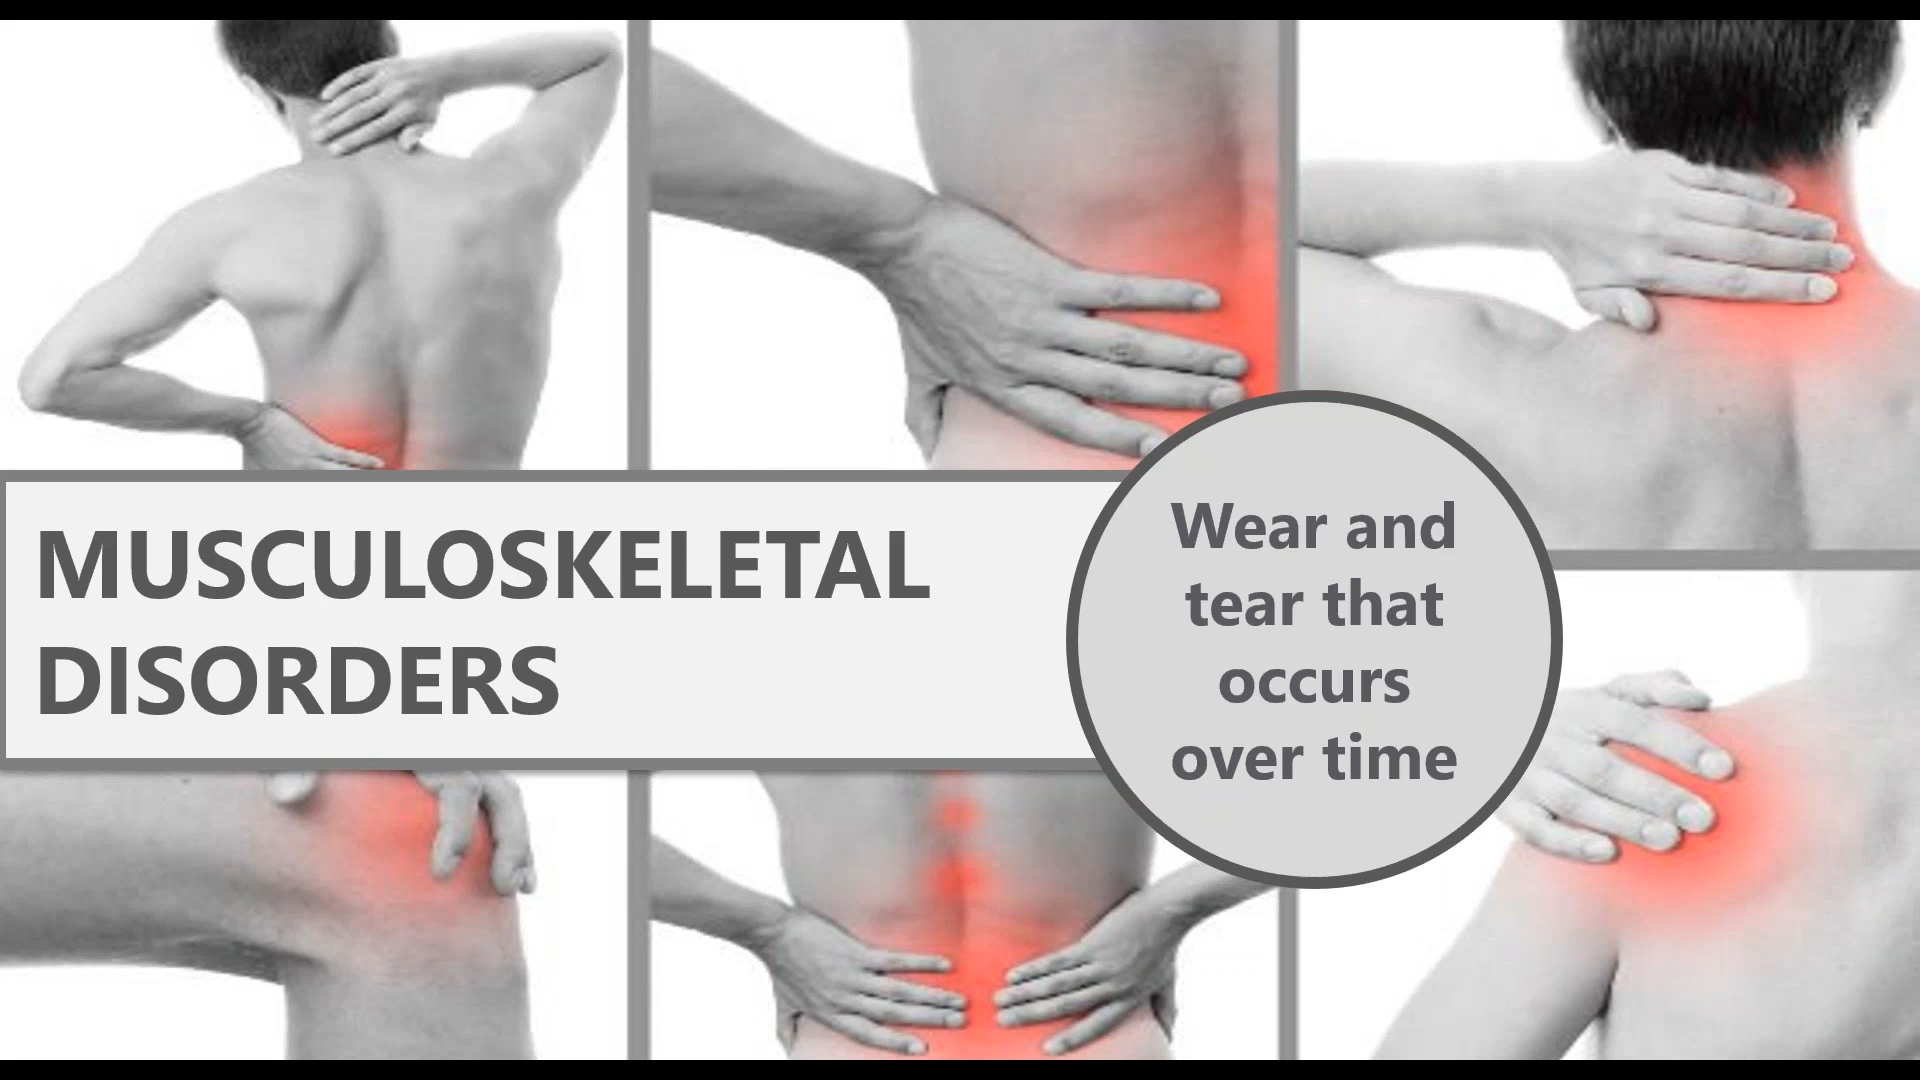 MUSCULOSKELETAL
DISORDERS
Wear and
tear that
occurs
over time